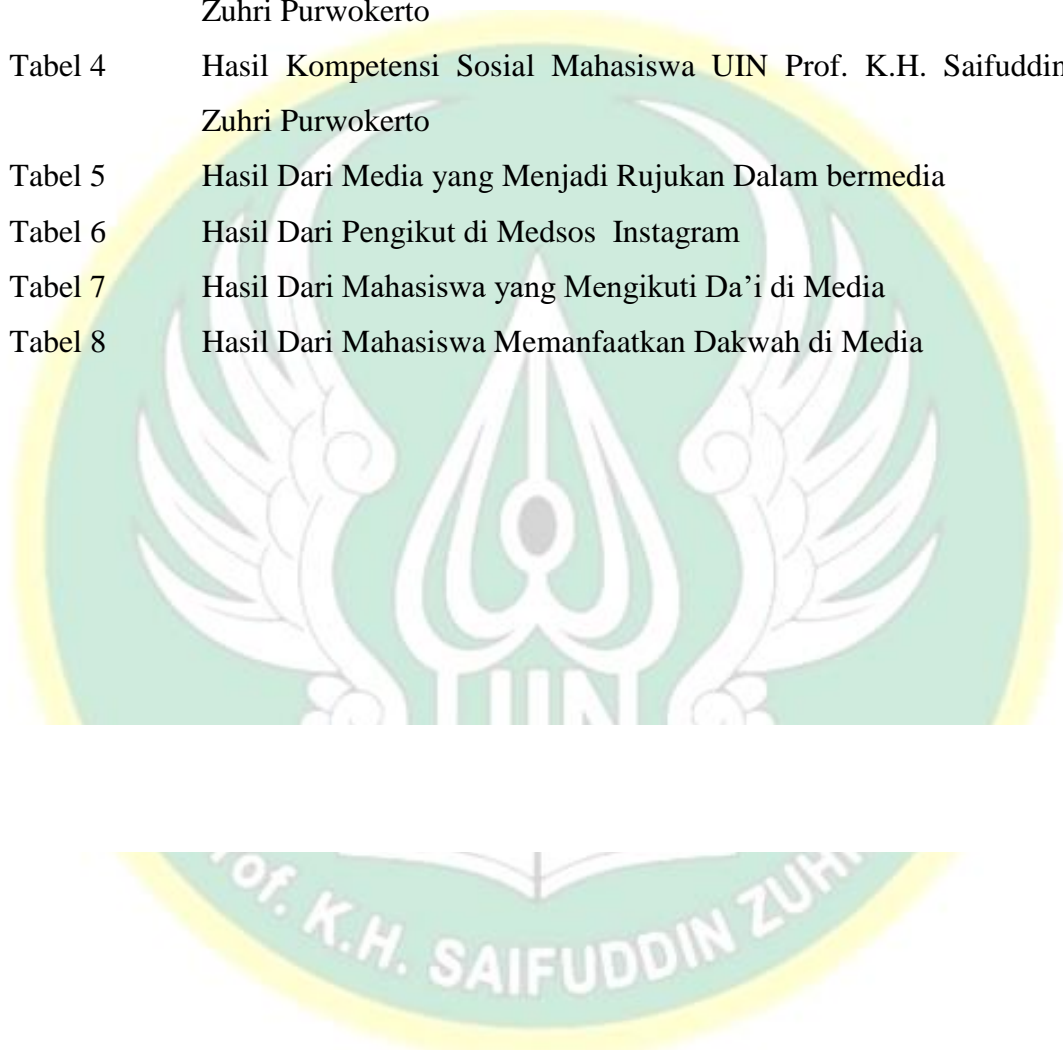 Zuhri Purwokerto
Tabel 4 Hasil Kompetensi Sosial Mahasiswa UIN Prof. K.H. Saifuddin
Zuhri Purwokerto
Tabel 5 Hasil Dari Media yang Menjadi Rujukan Dalam bermedia
Tabel 6 Hasil Dari Pengikut di Medsos Instagram
Tabel 7 Hasil Dari Mahasiswa yang Mengikuti Da’i di Media
Tabel 8 Hasil Dari Mahasiswa Memanfaatkan Dakwah di Media
UIN
K.H. SAIFUDDIN